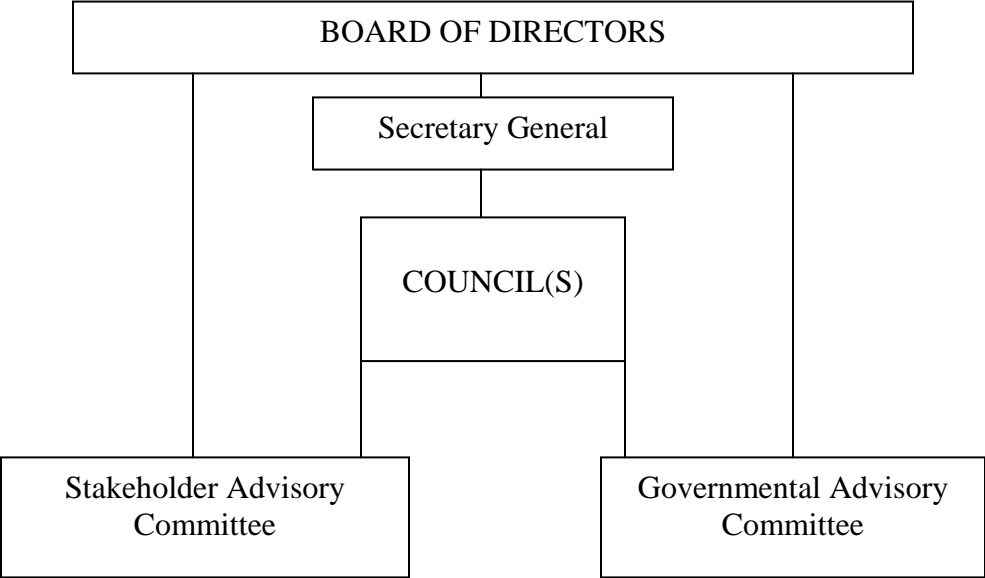 BOARD OF DIRECTORS
Secretary General
COUNCIL(S)
Stakeholder Advisory
Committee
Governmental Advisory
Committee